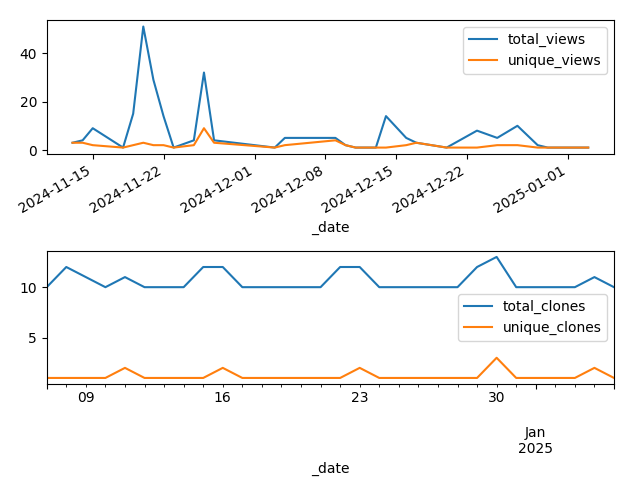 total_views
unique_views
40
20
0
2024-11-15
2024-11-22
2024-12-01
2024-12-08
2024-12-15
2024-12-22
2025-01-01
_date
total_clones
unique_clones
10
5
09
16
23
30
Jan
2025
_date